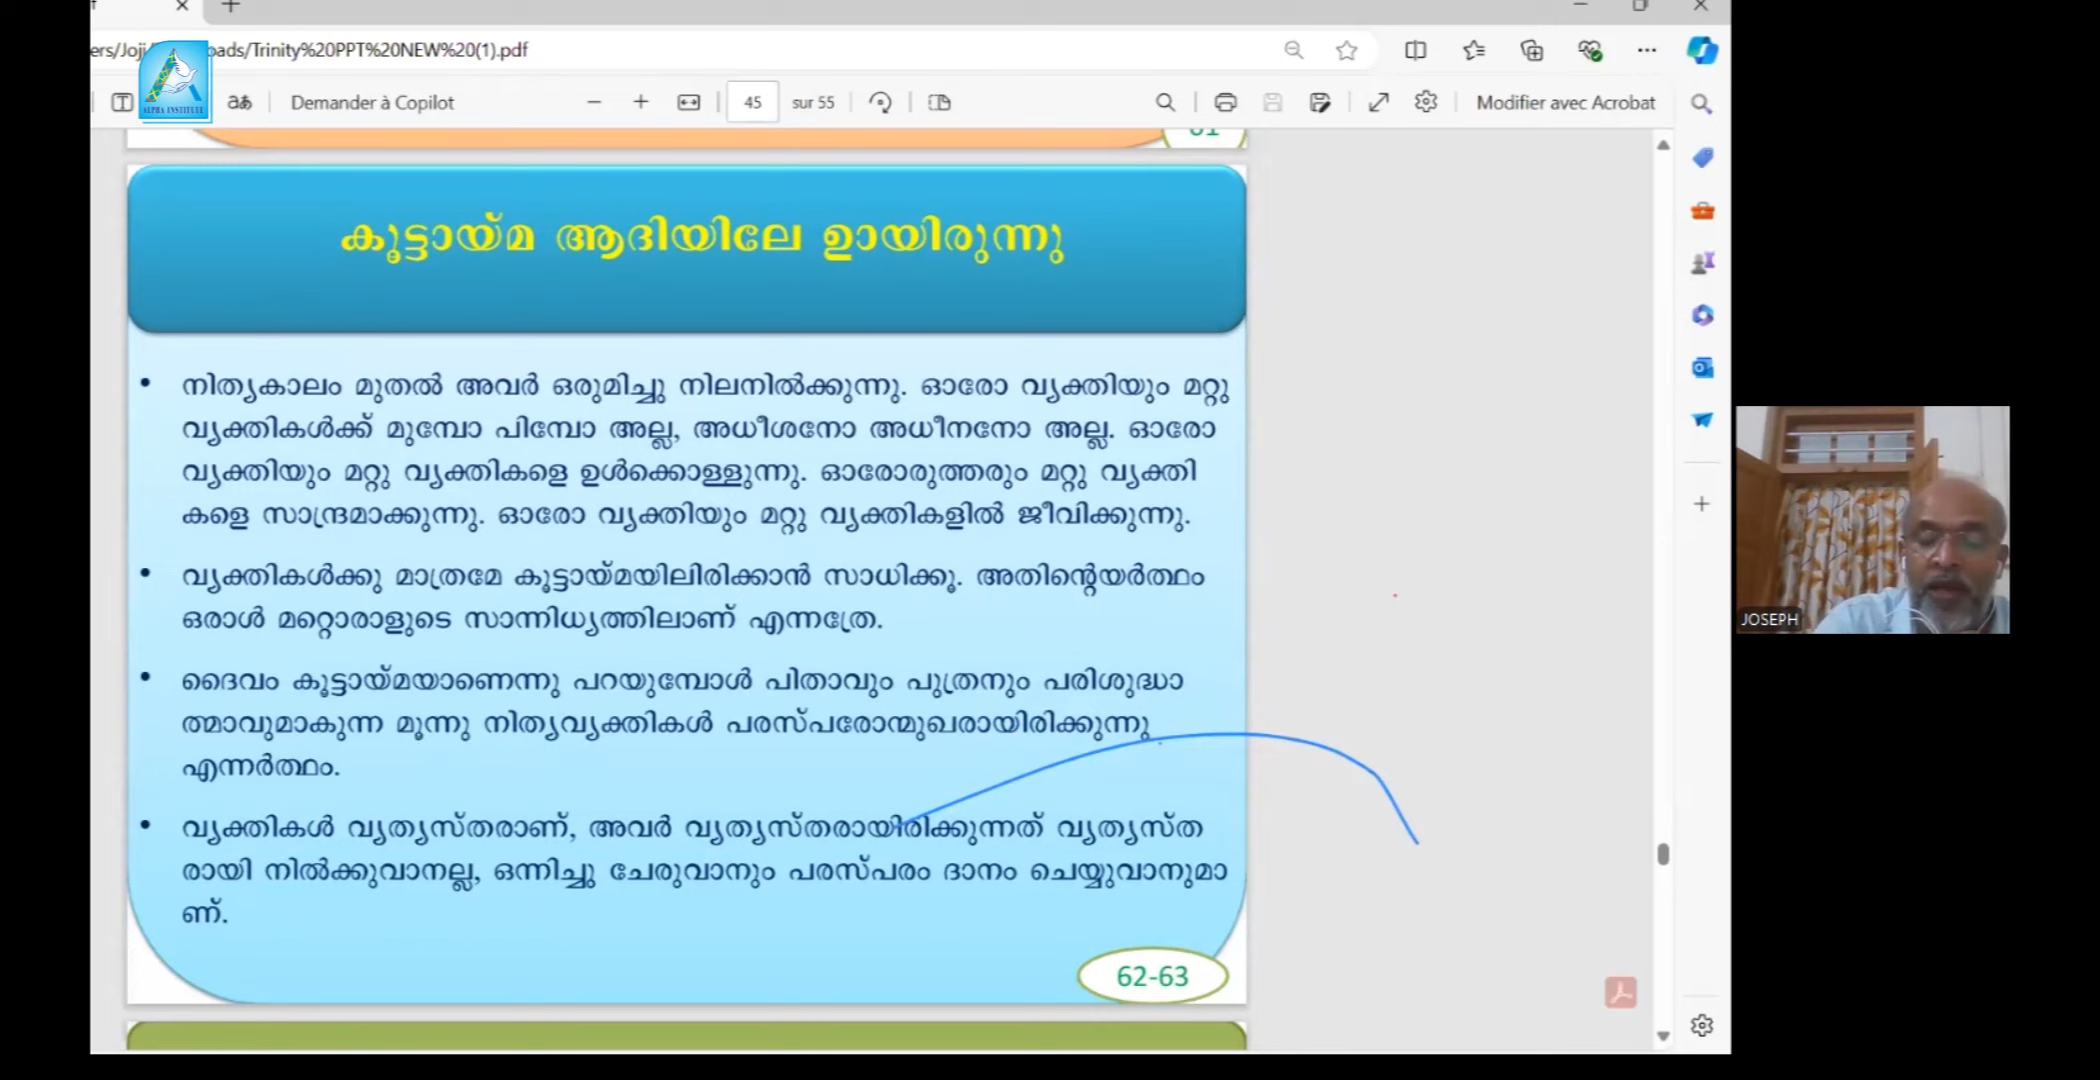 ers/Joji/
oads/Trinity%20PPT%20NEW%20(1).pdf
ALPHA INSTITUTE
Demander à Copilot
45 sur 55
Modifier avec Acrobat
61
കൂട്ടായ്മ ആദിയിലേ ഉായിരുന്നു
• നിത്യകാലം മുതൽ അവർ ഒരുമിച്ചു നിലനിൽക്കുന്നു. ഓരോ വ്യക്തിയും മറ്റു
വ്യക്തികൾക്ക് മുമ്പോ പിമ്പോ അല്ല, അധീശനോ അധീനനോ അല്ല. ഓരോ
വ്യക്തിയും മറ്റു വ്യക്തികളെ ഉൾക്കൊള്ളുന്നു. ഓരോരുത്തരും മറ്റു വ്യക്തി
കളെ സാന്ദ്രമാക്കുന്നു. ഓരോ വ്യക്തിയും മറ്റു വ്യക്തികളിൽ ജീവിക്കുന്നു.
• വ്യക്തികൾക്കു മാത്രമേ കൂട്ടായ്മയിലിരിക്കാൻ സാധിക്കൂ. അതിന്റെയർത്ഥം
ഒരാൾ മറ്റൊരാളുടെ സാന്നിധ്യത്തിലാണ് എന്നത്രേ.
• ദൈവം കൂട്ടായ്മയാണെന്നു പറയുമ്പോൾ പിതാവും പുത്രനും പരിശുദ്ധാ
ത്മാവുമാകുന്ന മൂന്നു നിത്യവ്യക്തികൾ പരസ്പരോന്മുഖരായിരിക്കുന്നു
എന്നർത്ഥം.
• വ്യക്തികൾ വ്യത്യസ്തരാണ്, അവർ വ്യത്യസ്തരായിരിക്കുന്നത് വ്യത്യസ്ത
രായി നിൽക്കുവാനല്ല, ഒന്നിച്ചു ചേരുവാനും പരസ്പരം ദാനം ചെയ്യുവാനുമാ
ണ്.
62-63
JOSEPH